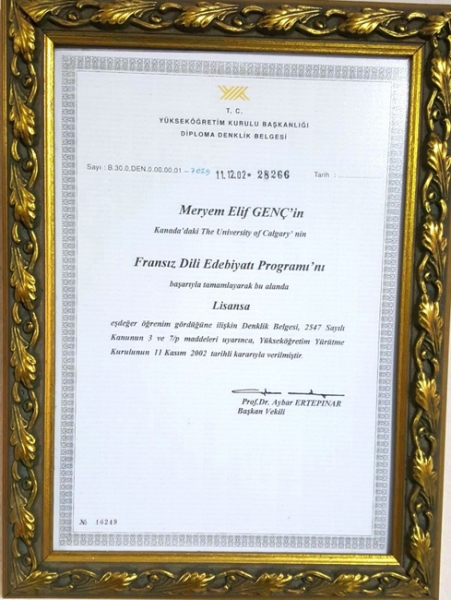 T. C.
YÜKSEKÖĞRETİM KURULU BAŞKANLIĞI
DİPLOMA DENKLİK BELGESİ
Sayı : B.30.0.DEN.0.00.00.01 - 7029 11.12.02* 28266 Tarih :
Meryem Elif GENÇ'in
Kanada'daki The University of Calgary' nin
Fransız Dili Edebiyatı Programı'nı
başarıyla tamamlayarak bu alanda
Lisansa
eşdeğer öğrenim gördüğüne ilişkin Denklik Belgesi, 2547 Sayılı
Kanunun 3 ve 7/p maddeleri uyarınca, Yükseköğretim Yürütme
Kurulunun 11 Kasım 2002 tarihli kararıyla verilmiştir.
Prof.Dr. Aybar ERTEPINAR
Başkan Vekili
№ 16249